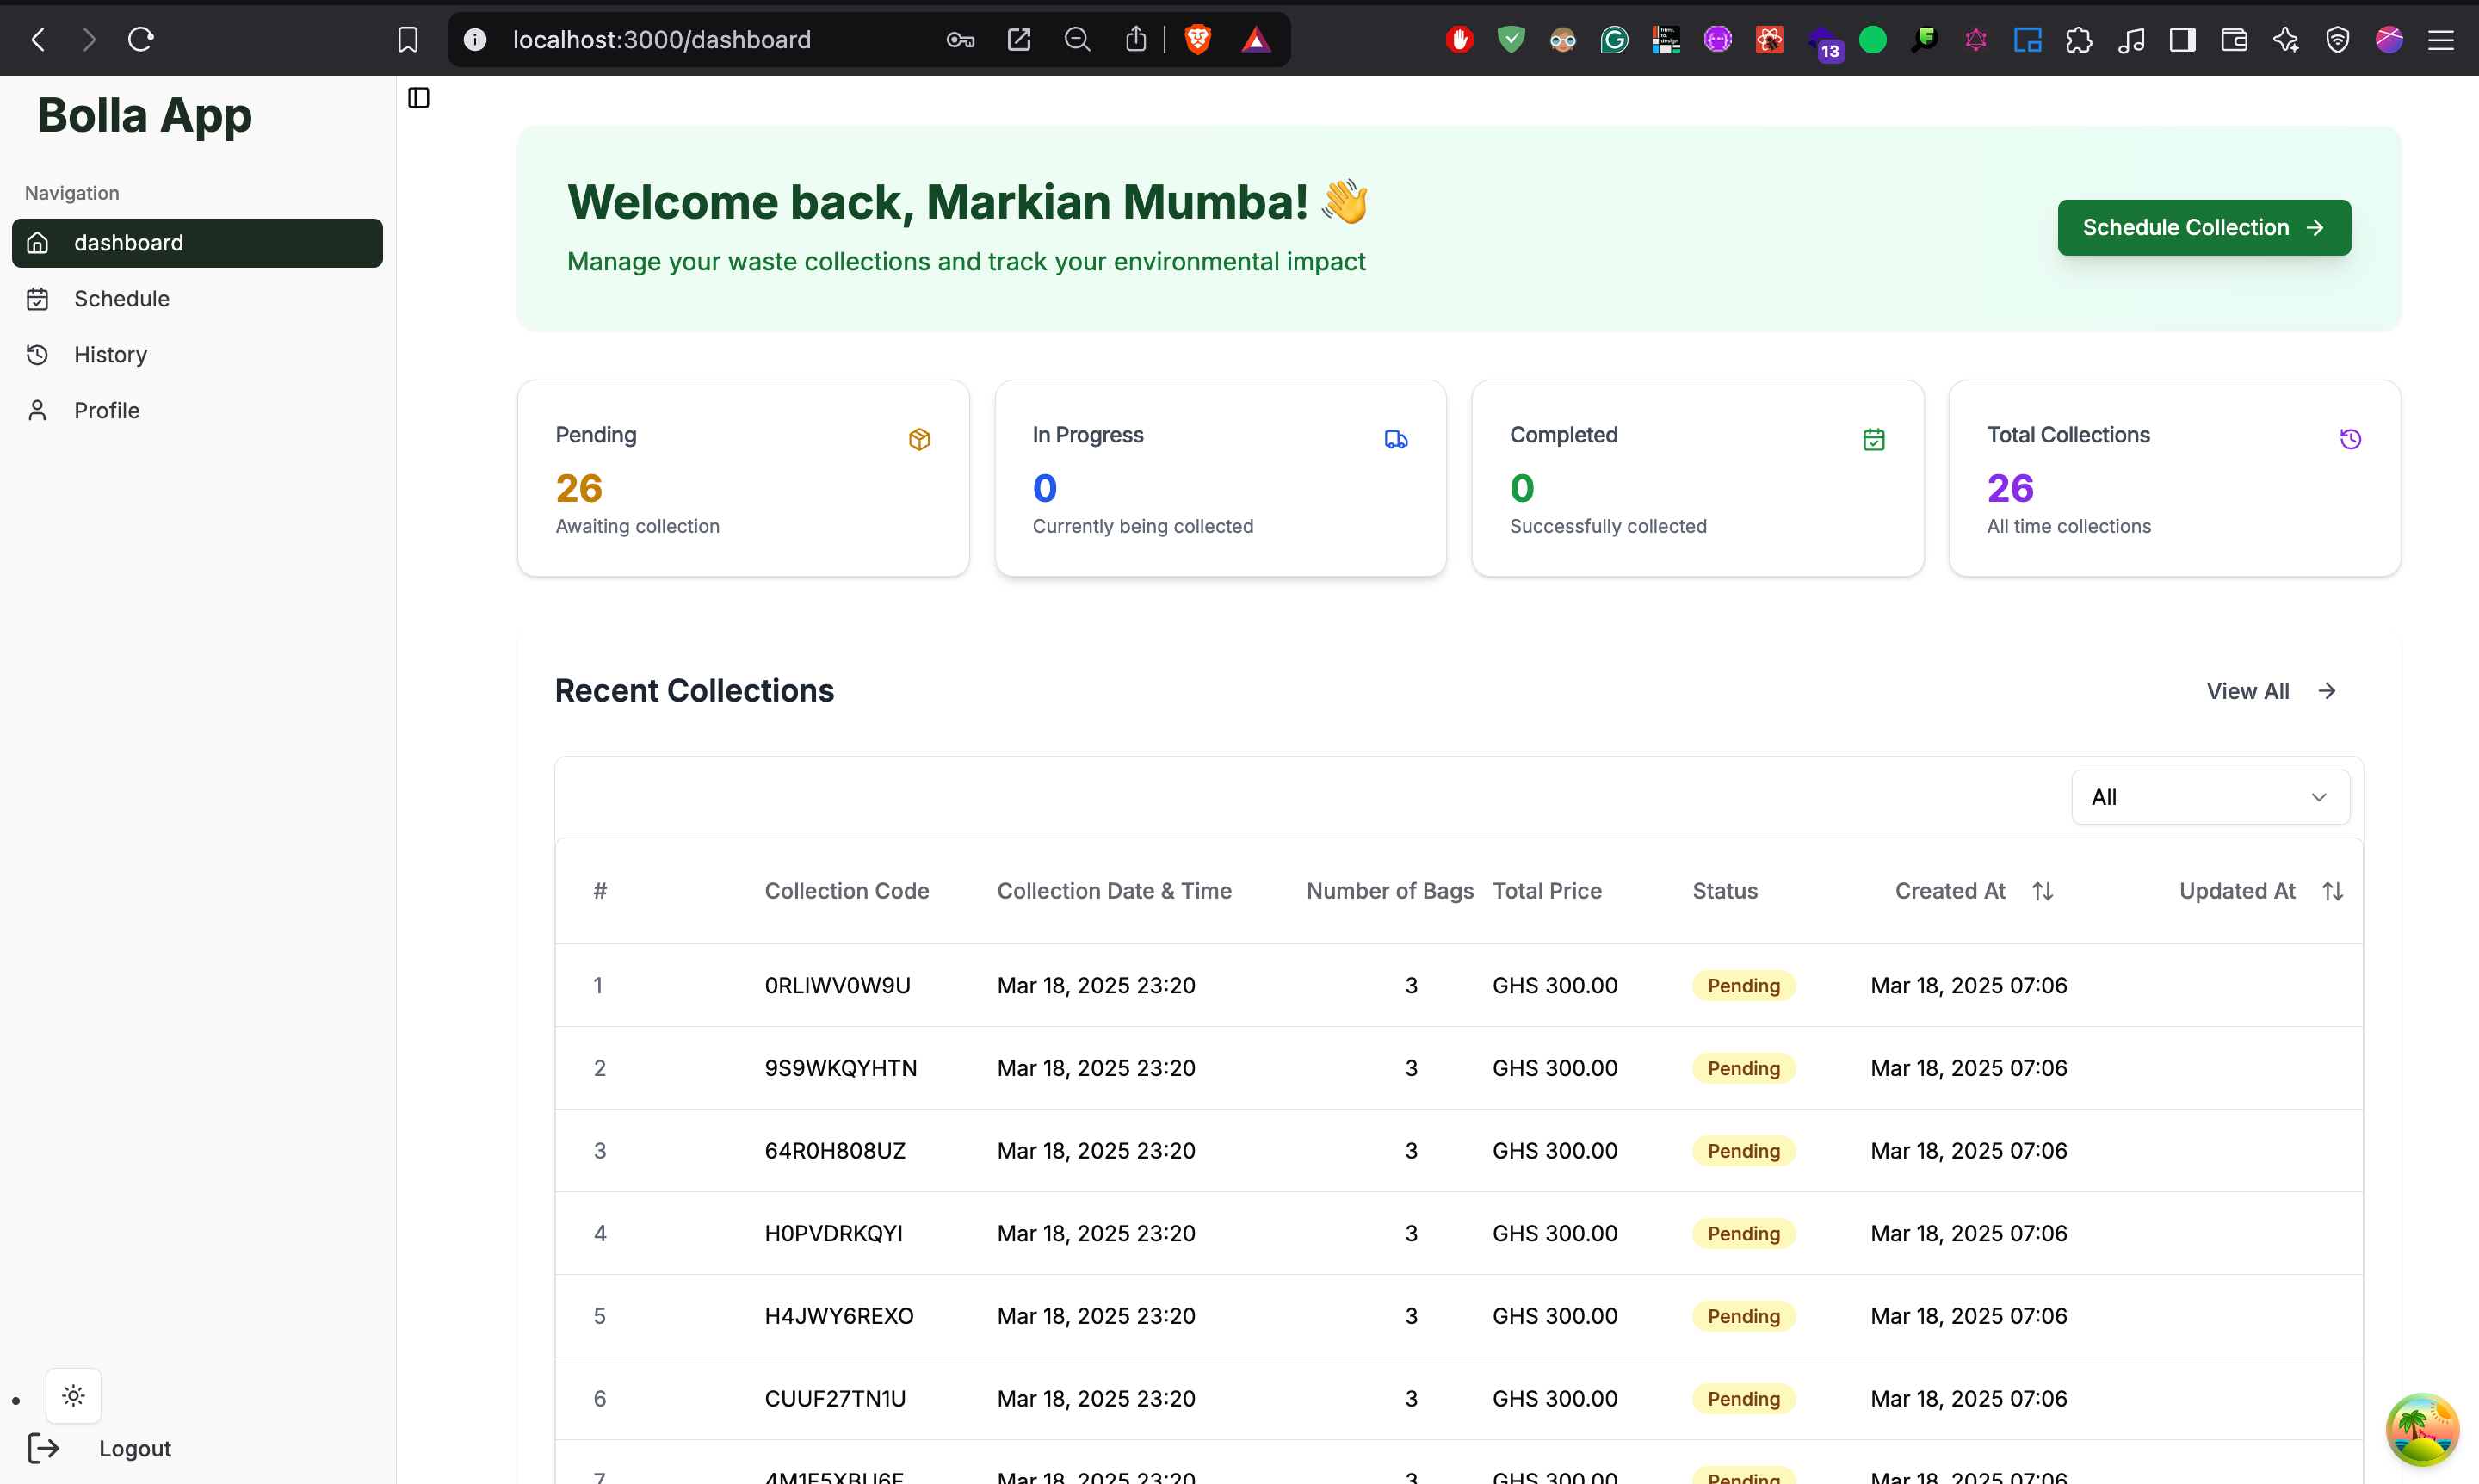 localhost:3000/dashboard
13
Bolla App
Navigation
dashboard
Schedule
History
Profile
Logout
Welcome back, Markian Mumba! 👋
Manage your waste collections and track your environmental impact
Schedule Collection →
Pending
26
Awaiting collection
In Progress
0
Currently being collected
Completed
0
Successfully collected
Total Collections
26
All time collections
Recent Collections
View All →
All
# Collection Code Collection Date & Time Number of Bags Total Price Status Created At Updated At
1 0RLIWV0W9U Mar 18, 2025 23:20 3 GHS 300.00 Pending Mar 18, 2025 07:06
2 9S9WKQYHTN Mar 18, 2025 23:20 3 GHS 300.00 Pending Mar 18, 2025 07:06
3 64R0H808UZ Mar 18, 2025 23:20 3 GHS 300.00 Pending Mar 18, 2025 07:06
4 H0PVDRKQYI Mar 18, 2025 23:20 3 GHS 300.00 Pending Mar 18, 2025 07:06
5 H4JWY6REXO Mar 18, 2025 23:20 3 GHS 300.00 Pending Mar 18, 2025 07:06
6 CUUF27TN1U Mar 18, 2025 23:20 3 GHS 300.00 Pending Mar 18, 2025 07:06
7 Mar 18, 2025 23:20 3 GHS 300.00 Pending Mar 18, 2025 07:06